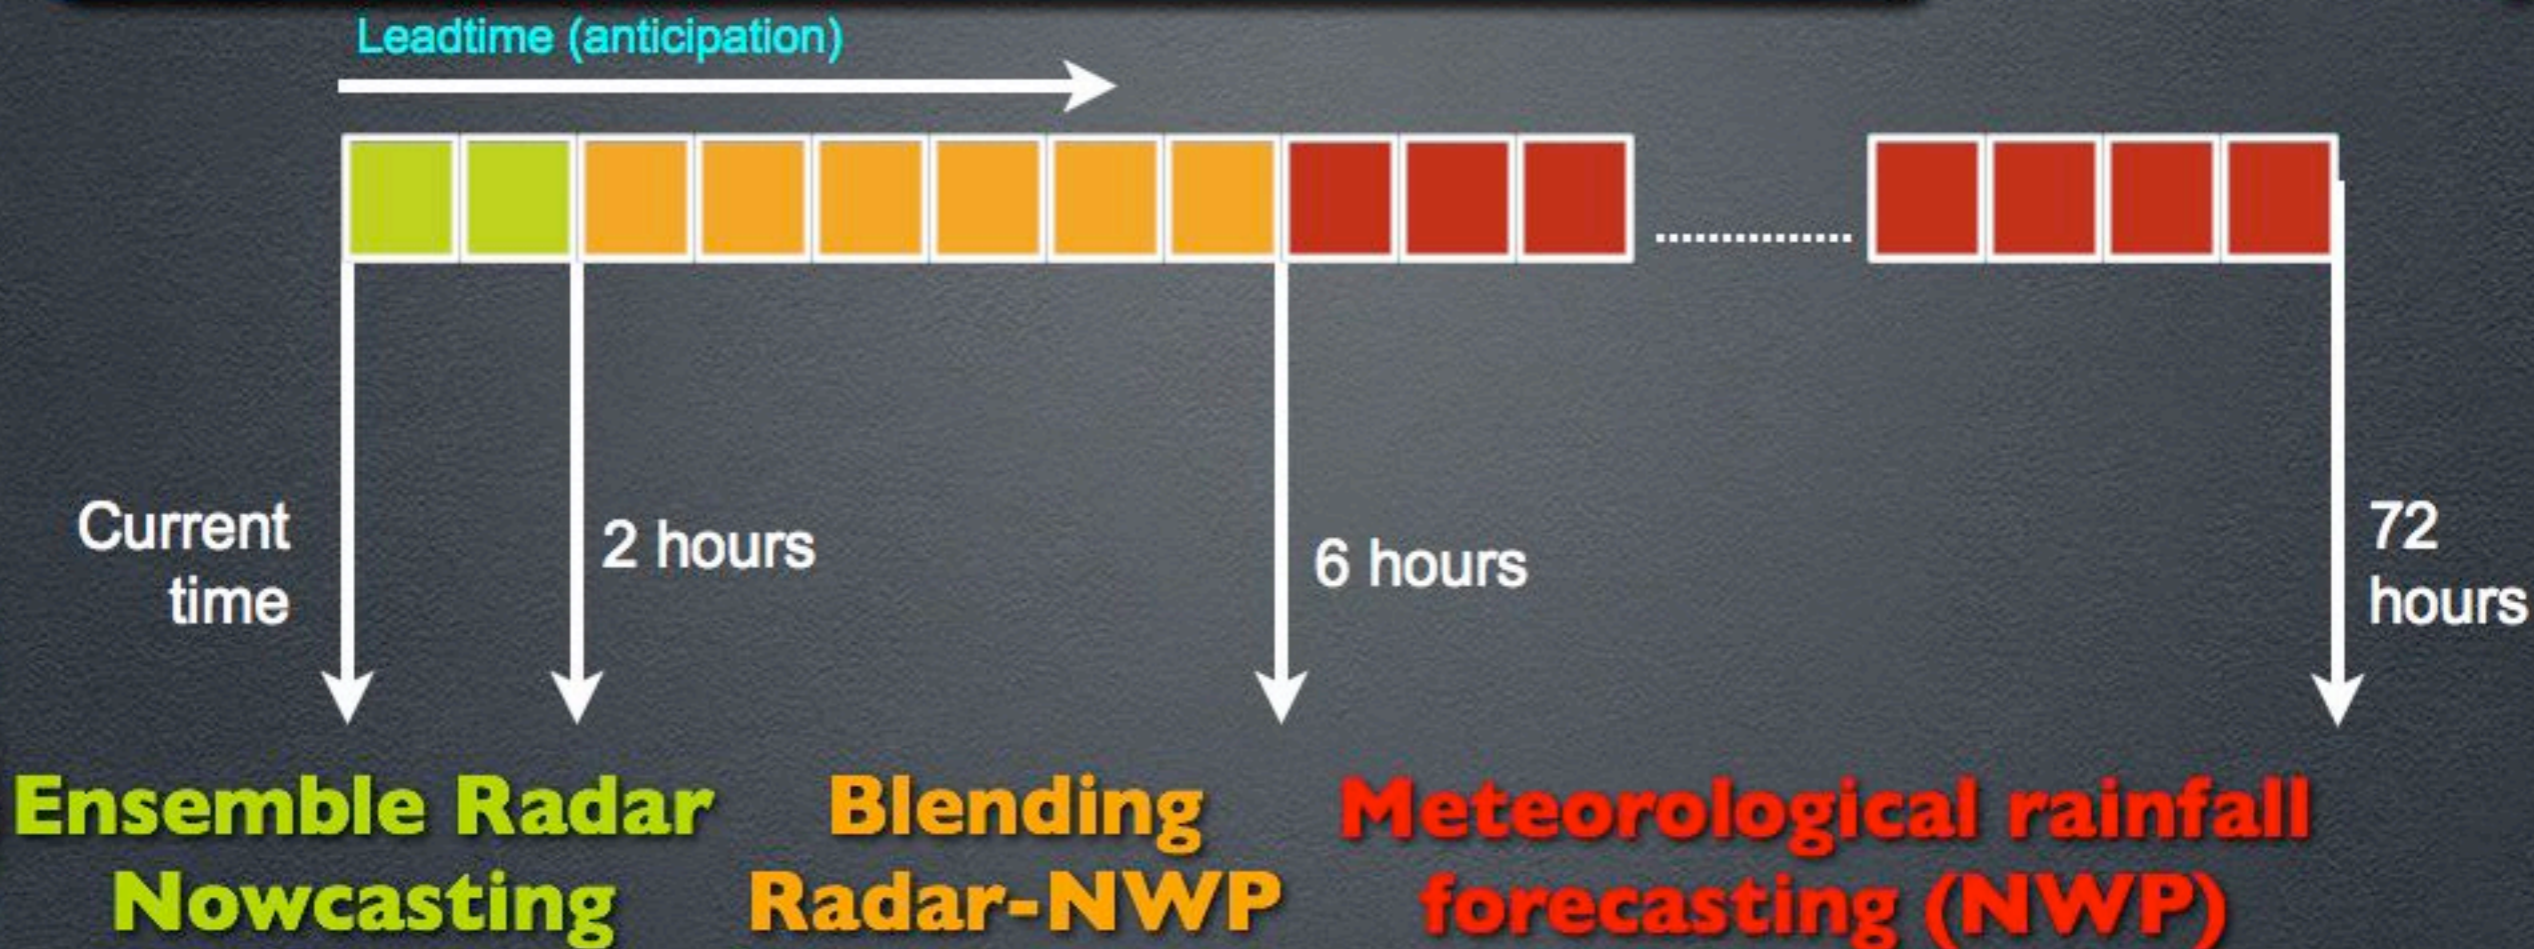 Leadtime (anticipation)
Current
time
2 hours
6 hours
72
hours
Ensemble Radar
Nowcasting
Blending
Radar-NWP
Meteorological rainfall
forecasting (NWP)